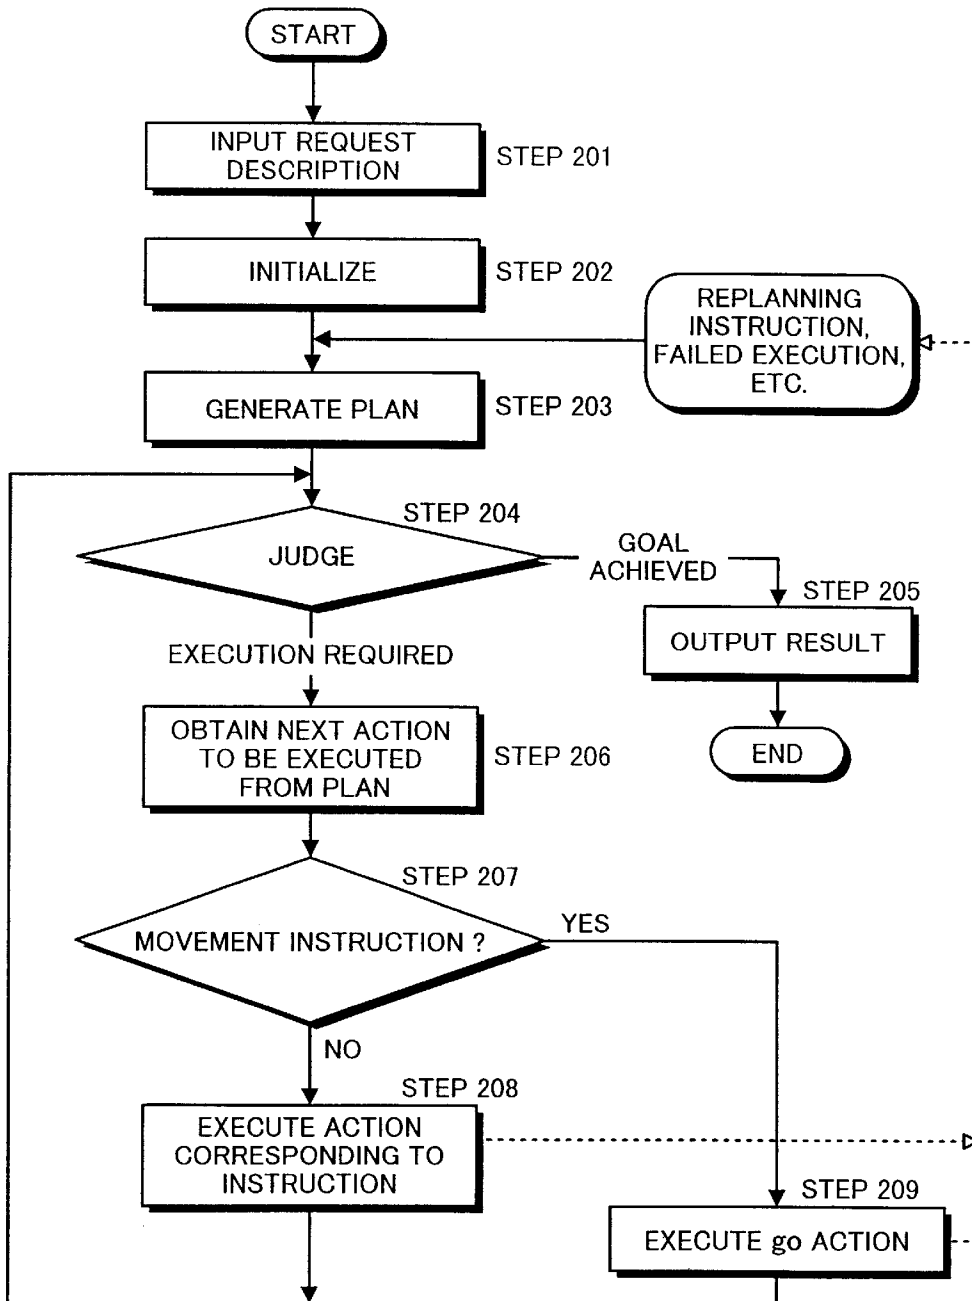 START
INPUT REQUEST
DESCRIPTION
STEP 201
INITIALIZE
STEP 202
REPLANNING
INSTRUCTION,
FAILED EXECUTION,
ETC.
GENERATE PLAN
STEP 203
STEP 204
JUDGE
GOAL
ACHIEVED
STEP 205
OUTPUT RESULT
EXECUTION REQUIRED
OBTAIN NEXT ACTION
TO BE EXECUTED
FROM PLAN
STEP 206
END
STEP 207
MOVEMENT INSTRUCTION ?
YES
NO
STEP 208
EXECUTE ACTION
CORRESPONDING TO
INSTRUCTION
STEP 209
EXECUTE go ACTION